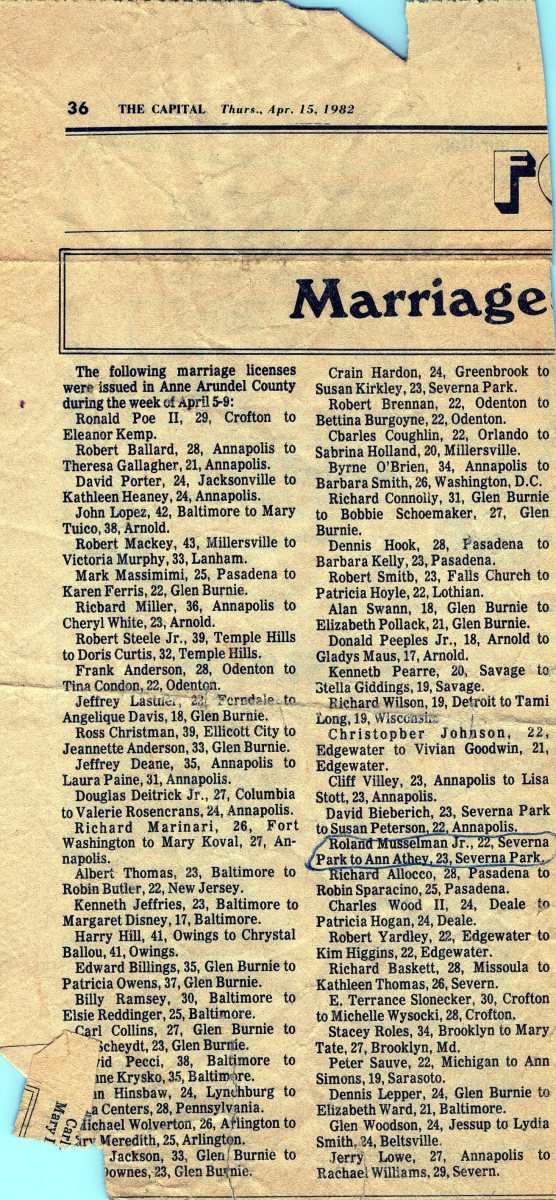 36 THE CAPITAL Thurs., Apr. 15, 1982
F
Marriage
The following marriage licenses
were issued in Anne Arundel County
during the week of April 5-9:
Ronald Poe II, 29, Crofton to
Eleanor Kemp.
Robert Ballard, 28, Annapolis to
Theresa Gallagher, 21, Annapolis.
David Porter, 24, Jacksonville to
Kathleen Heaney, 24, Annapolis.
John Lopez, 42, Baltimore to Mary
Tuico, 38, Arnold.
Robert Mackey, 43, Millersville to
Victoria Murphy, 33, Lanham.
Mark Massimimi, 25, Pasadena to
Karen Ferris, 22, Glen Burnie.
Richard Miller, 36, Annapolis to
Cheryl White, 23, Arnold.
Robert Steele Jr., 39, Temple Hills
to Doris Curtis, 32, Temple Hills.
Frank Anderson, 28, Odenton to
Tina Condon, 22, Odenton.
Jeffrey Lastner, 22, Ferndale to
Angelique Davis, 18, Glen Burnie.
Ross Christman, 39, Ellicott City to
Jeannette Anderson, 33, Glen Burnie.
Jeffrey Deane, 35, Annapolis to
Laura Paine, 31, Annapolis.
Douglas Deitrick Jr., 27, Columbia
to Valerie Rosencrans, 24, Annapolis.
Richard Marinari, 26, Fort
Washington to Mary Koval, 27, An-
napolis.
Albert Thomas, 23, Baltimore to
Robin Butler, 22, New Jersey.
Kenneth Jeffries, 23, Baltimore to
Margaret Disney, 17, Baltimore.
Harry Hill, 41, Owings to Chrystal
Ballou, 41, Owings.
Edward Billings, 35, Glen Burnie to
Patricia Owens, 37, Glen Burnie.
Billy Ramsey, 30, Baltimore to
Elsie Reddinger, 25, Baltimore.
Carl Collins, 27, Glen Burnie to
Scheydt, 23, Glen Burnie.
vid Pecci, 38, Baltimore to
ne Krysko, 35, Baltimore.
n Hinsbaw, 24, Lynchburg to
a Centers, 28, Pennsylvania.
ichael Wolverton, 26, Arlington to
ary Meredith, 25, Arlington.
Jackson, 33, Glen Burnie to
Downes, 23, Glen Burnie.
Carl
Mary I
Crain Hardon, 24, Greenbrook to
Susan Kirkley, 23, Severna Park.
Robert Brennan, 22, Odenton to
Bettina Burgoyne, 22, Odenton.
Charles Coughlin, 22, Orlando to
Sabrina Holland, 20, Millersville.
Byrne O'Brien, 34, Annapolis to
Barbara Smith, 26, Washington, D.C.
Richard Connolly, 31, Glen Burnie
to Bobbie Schoemaker, 27, Glen
Burnie.
Dennis Hook, 28, Pasadena to
Barbara Kelly, 23, Pasadena.
Robert Smitb, 23, Falls Church to
Patricia Hoyle, 22, Lothian.
Alan Swann, 18, Glen Burnie to
Elizabeth Pollack, 21, Glen Burnie.
Donald Peeples Jr., 18, Arnold to
Gladys Maus, 17, Arnold.
Kenneth Pearre, 20, Savage to
Stella Giddings, 19, Savage.
Richard Wilson, 19, Detroit to Tami
Long, 19, Wisconsin
Christopber Johnson, 22,
Edgewater to Vivian Goodwin, 21,
Edgewater.
Cliff Villey, 23, Annapolis to Lisa
Stott, 23, Annapolis.
David Bieberich, 23, Severna Park
to Susan Peterson, 22, Annapolis.
Roland Musselman Jr., 22, Severna
Park to Ann Athey, 23, Severna Park.
Richard Allocco, 28, Pasadena to
Robin Sparacino, 25, Pasadena.
Charles Wood II, 24, Deale to
Patricia Hogan, 24, Deale.
Robert Yardley, 22, Edgewater to
Kim Higgins, 22, Edgewater.
Richard Baskett, 28, Missoula to
Kathleen Thomas, 26, Severn.
E. Terrance Slonecker, 30, Crofton
to Michelle Wysocki, 28, Crofton.
Stacey Roles, 34, Brooklyn to Mary
Tate, 27, Brooklyn, Md.
Peter Sauve, 22, Michigan to Ann
Simons, 19, Sarasoto.
Dennis Lepper, 24, Glen Burnie to
Elizabeth Ward, 21, Baltimore.
Glen Woodson, 24, Jessup to Lydia
Smith, 24, Beltsville.
Jerry Lowe, 27, Annapolis to
Rachael Williams, 29, Severn.